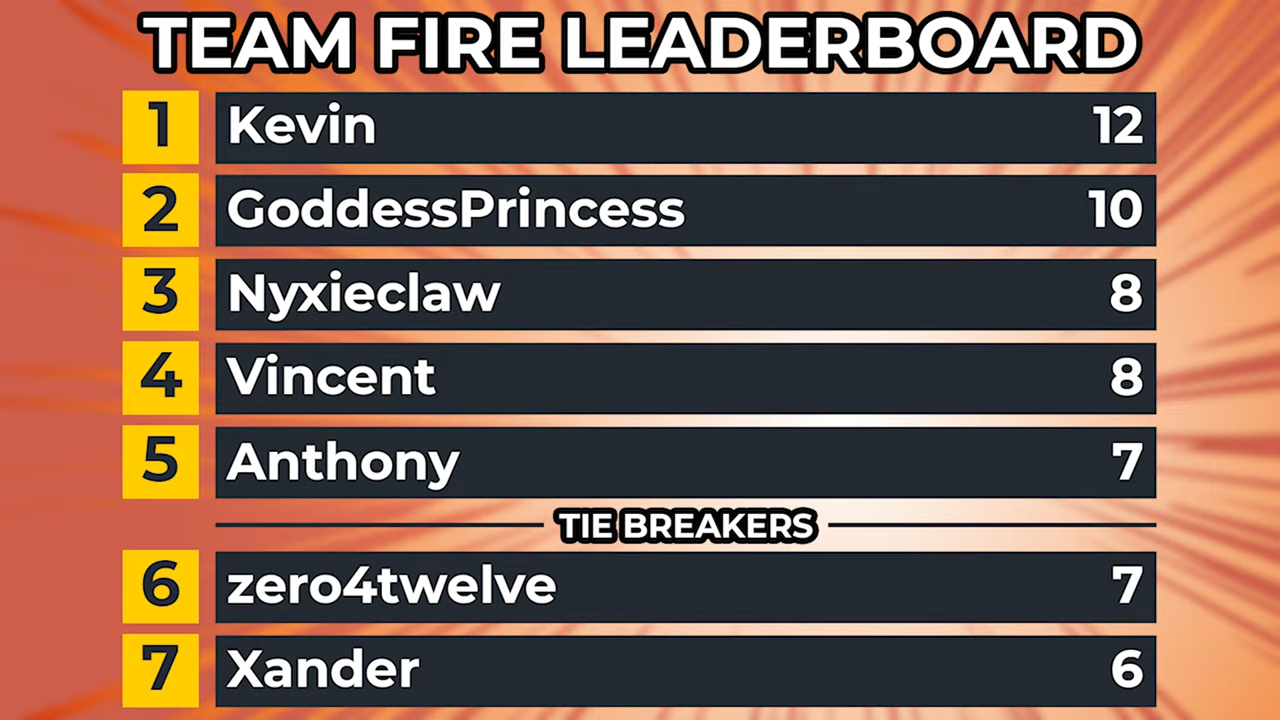 TEAM FIRE LEADERBOARD
1 Kevin 12
2 GoddessPrincess 10
3 Nyxieclaw 8
4 Vincent 8
5 Anthony 7
TIE BREAKERS
6 zero4twelve 7
7 Xander 6